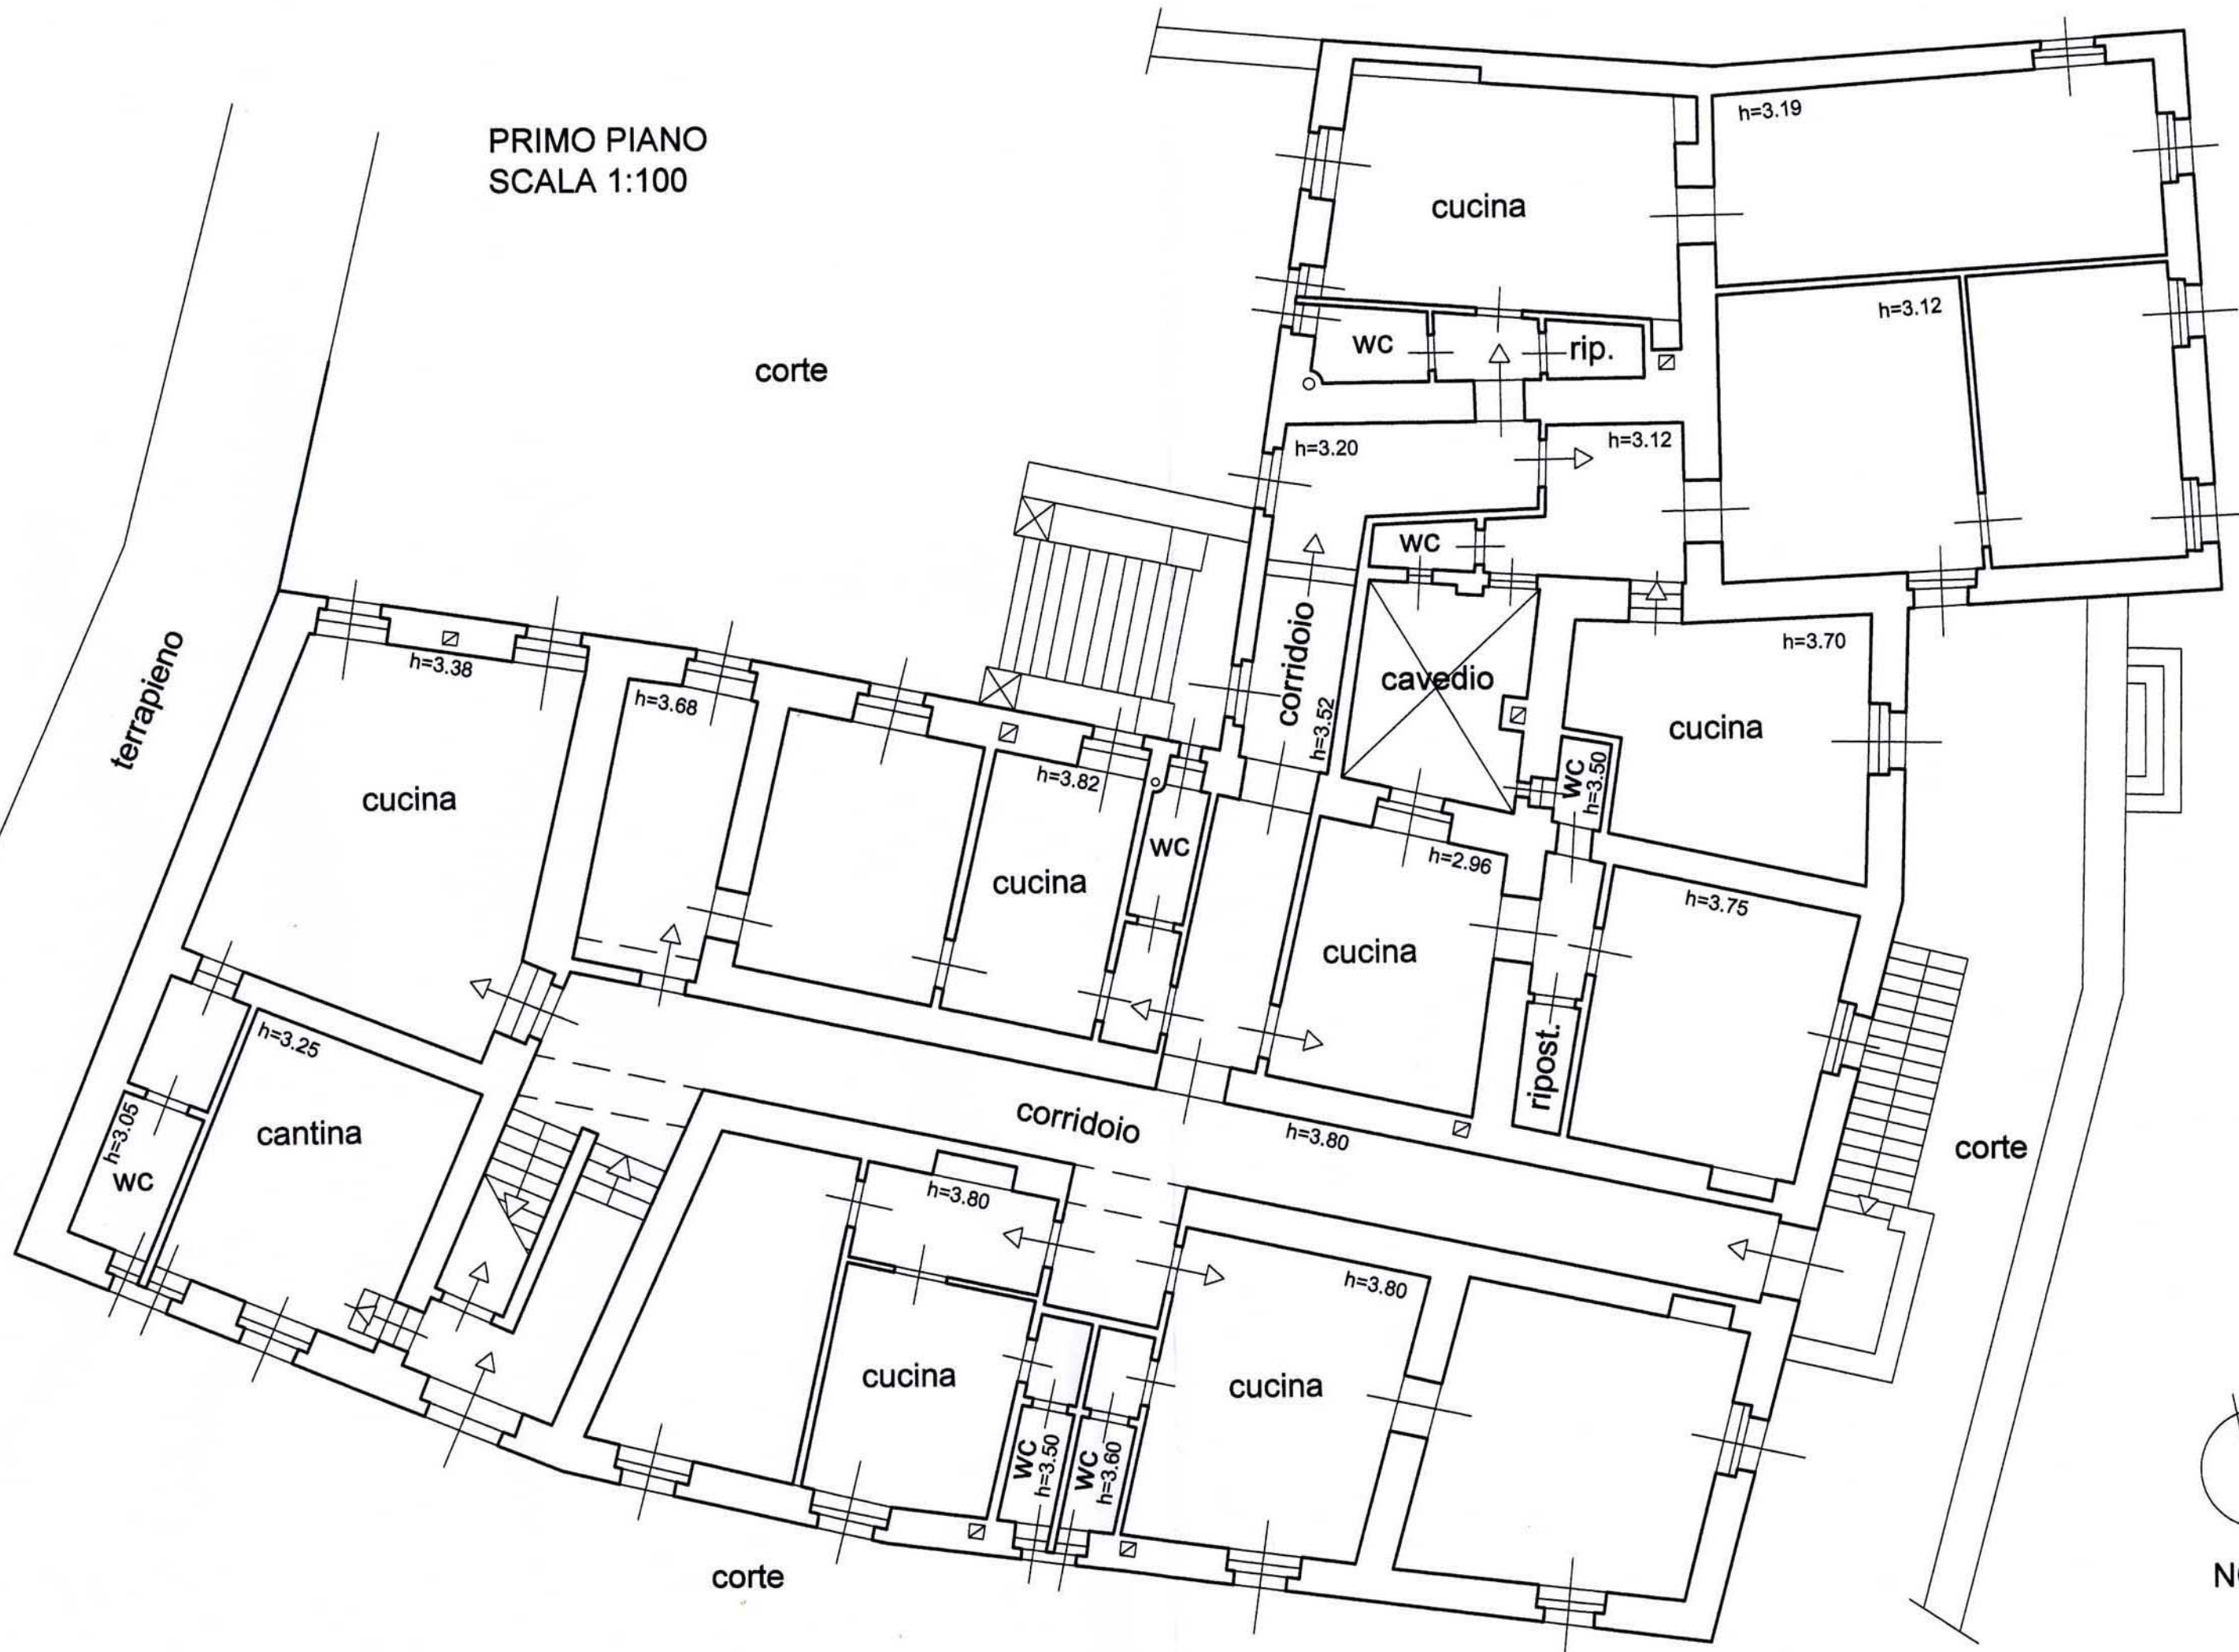 PRIMO PIANO
SCALA 1:100
h=3.19
cucina
h=3.12
wc
rip.
corte
h=3.20
h=3.12
wc
corridoio
h=3.52
cavedio
h=3.70
cucina
wc
h=3.50
terrapieno
h=3.38
cucina
h=3.68
h=3.82
cucina
wc
h=2.96
cucina
h=3.75
ripost.
h=3.25
cantina
h=3.05
wc
corridoio
h=3.80
corte
h=3.80
h=3.80
cucina
cucina
wc
h=3.50
wc
h=3.60
corte